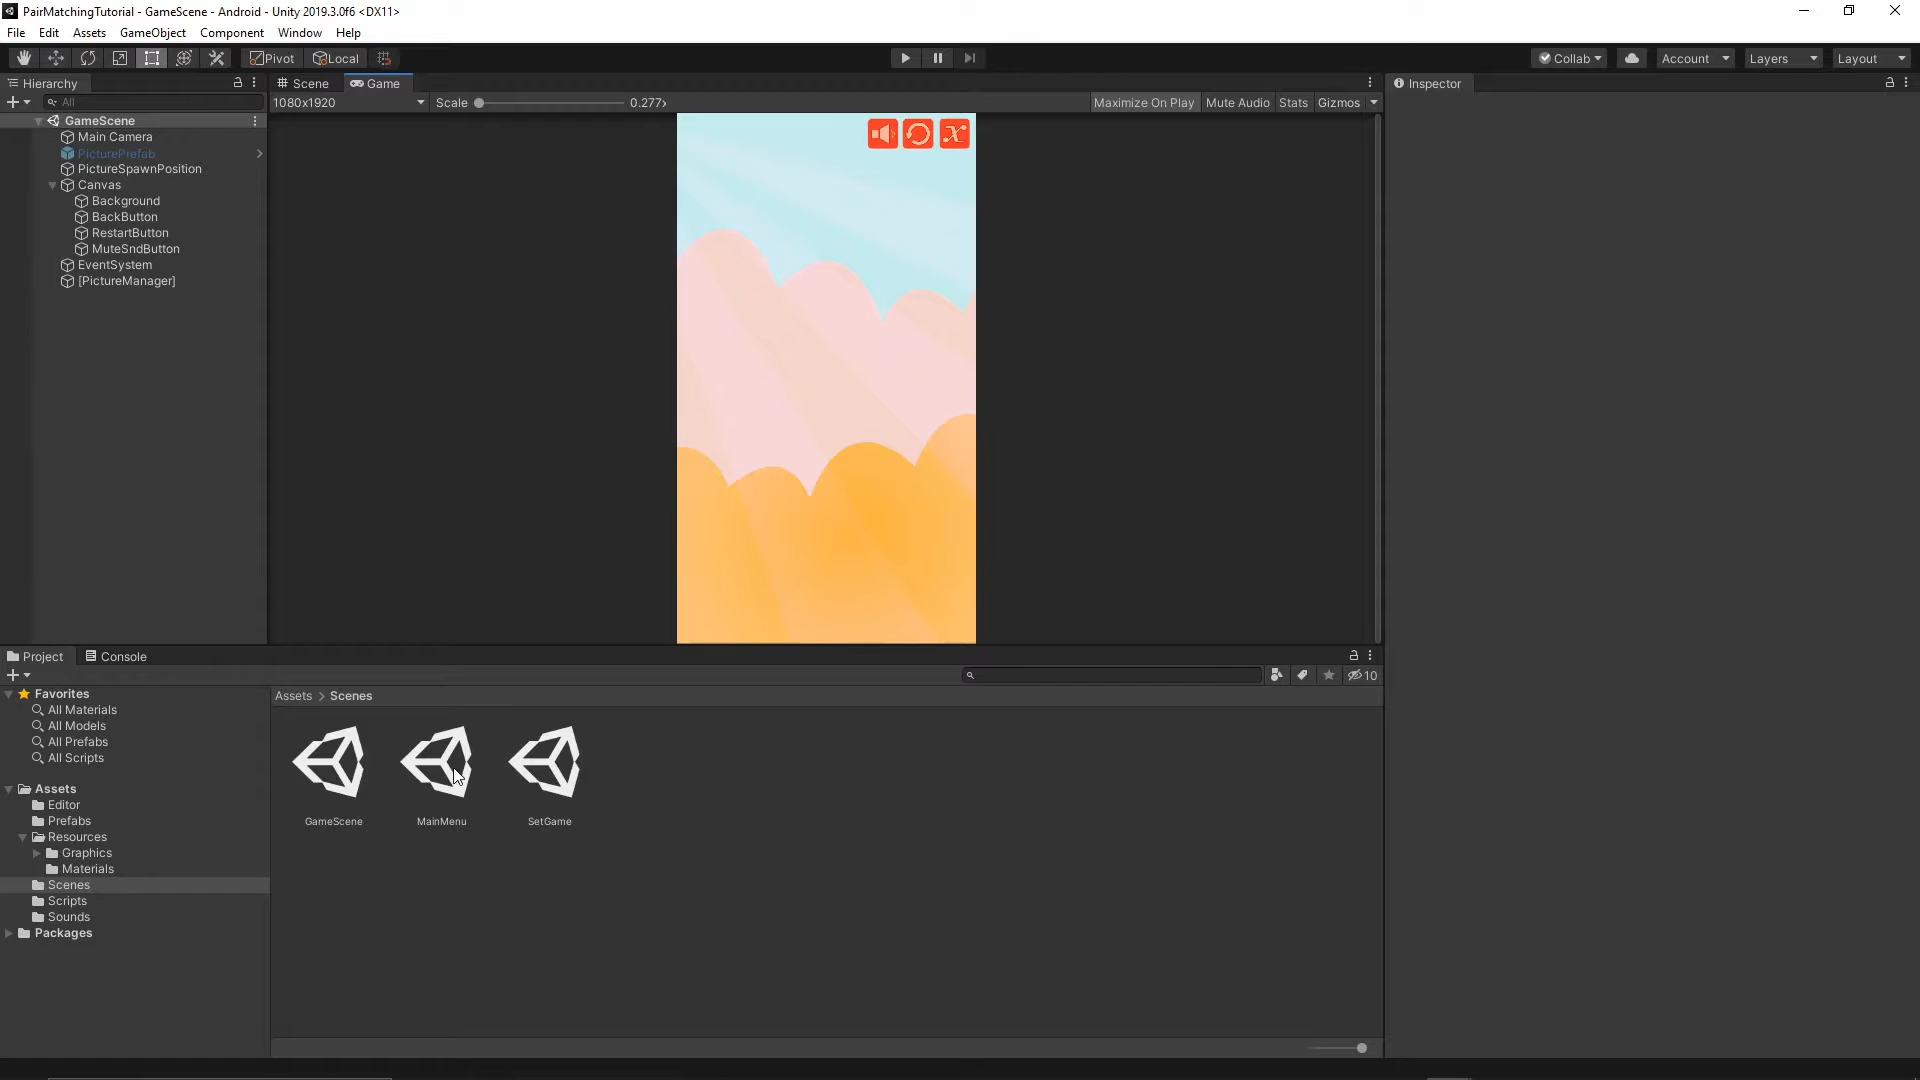 PairMatchingTutorial - GameScene - Android - Unity 2019.3.0f6 <DX11>
File Edit Assets GameObject Component Window Help
Pivot Local Collab Account Layers Layout
Hierarchy Scene Game Inspector
All 1080x1920 Scale 0.277x Maximize On Play Mute Audio Stats Gizmos
GameScene
Main Camera
PicturePrefab
PictureSpawnPosition
Canvas
Background
BackButton
RestartButton
MuteSndButton
EventSystem
[PictureManager]
Project Console
10
Favorites
All Materials
All Models
All Prefabs
All Scripts
Assets
Editor
Prefabs
Resources
Graphics
Materials
Scenes
Scripts
Sounds
Packages
Assets > Scenes
GameScene MainMenu SetGame